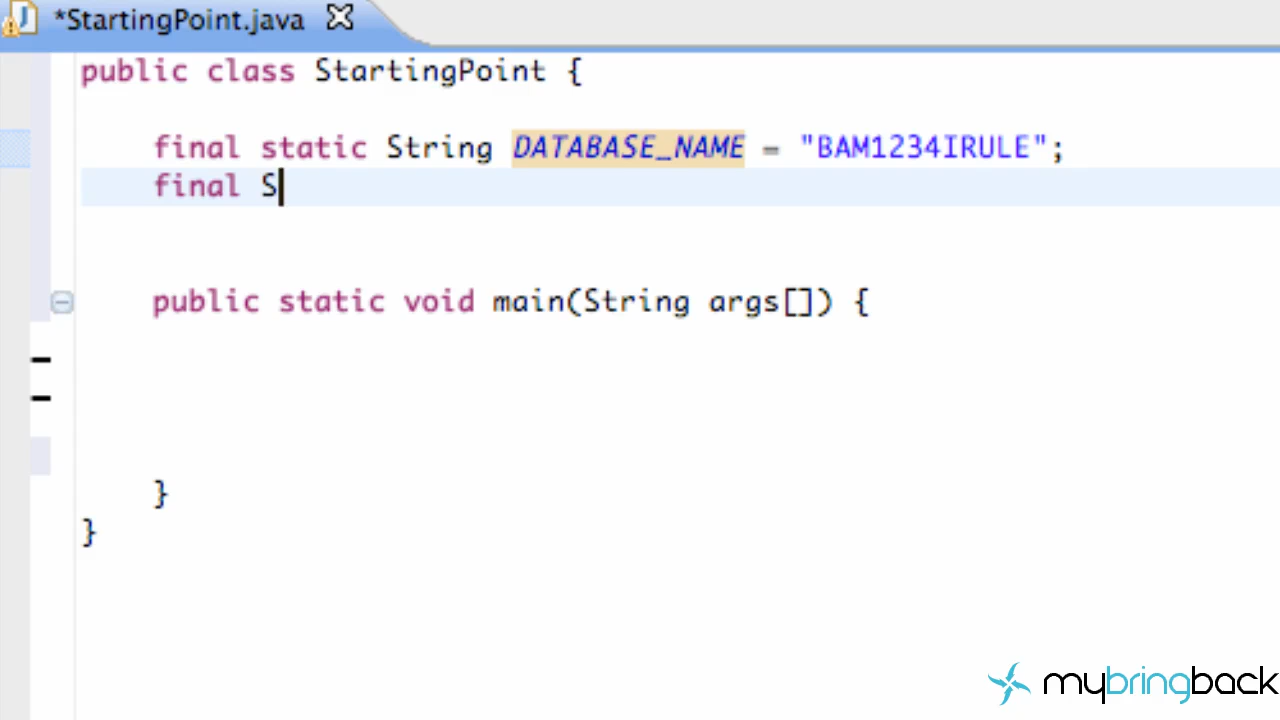 *StartingPoint.java
public class StartingPoint {
final static String DATABASE_NAME = "BAM1234IRULE";
final S
public static void main(String args[]) {
}
}
mybringback